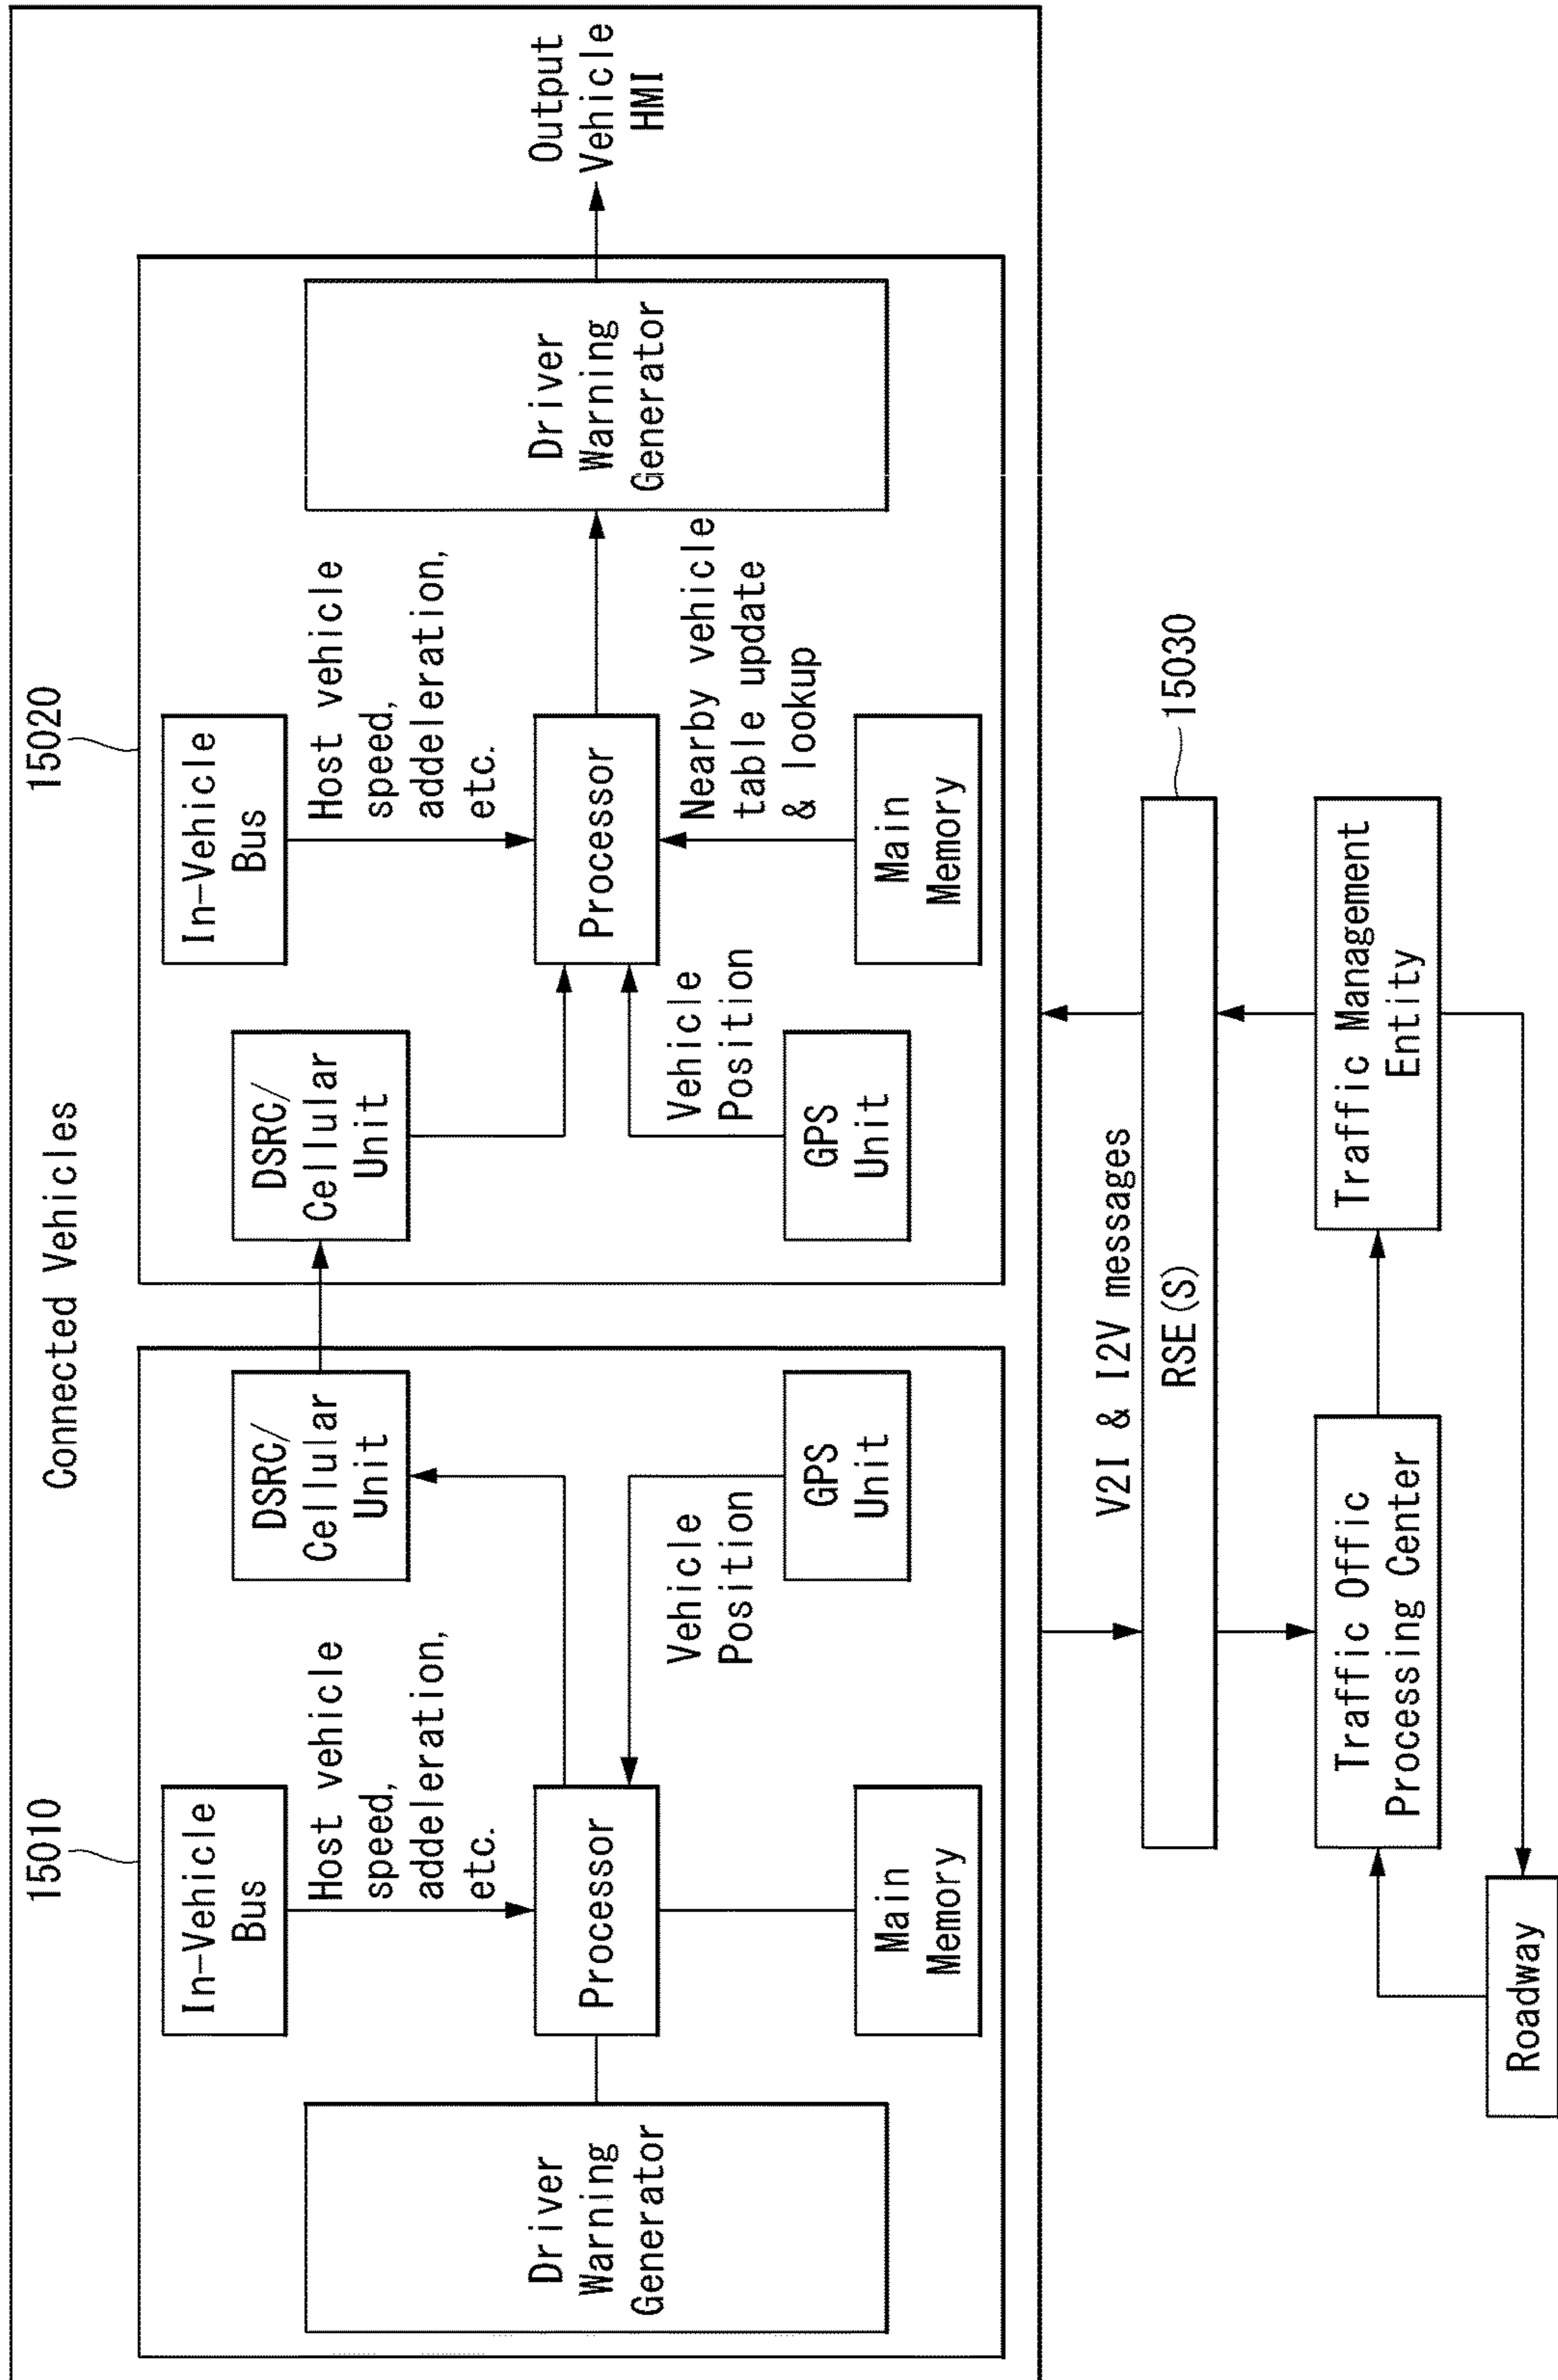 Connected Vehicles
15010
In-Vehicle
Bus
Host vehicle
speed,
addeleration,
etc.
DSRC/
Cellular
Unit
Driver
Warning
Generator
Processor
Vehicle
Position
Main
Memory
GPS
Unit
15020
DSRC/
Cellular
Unit
In-Vehicle
Bus
Host vehicle
speed,
addeleration,
etc.
Processor
Driver
Warning
Generator
Output
Vehicle
HMI
Vehicle
Position
Nearby vehicle
table update
& lookup
GPS
Unit
Main
Memory
V2I & I2V messages
RSE(S)
15030
Traffic Offic
Processing Center
Traffic Management
Entity
Roadway